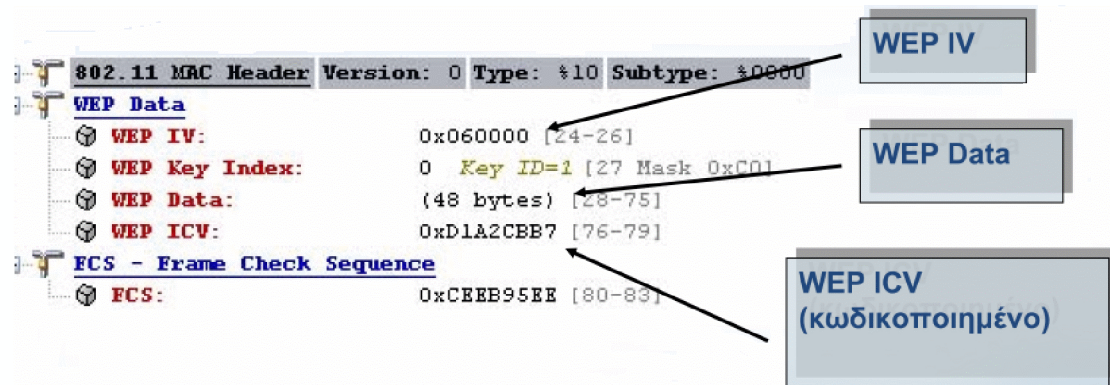 802.11 MAC Header Version: 0 Type: %10 Subtype: %0000
WEP Data
WEP IV: 0x060000 [24-26]
WEP Key Index: 0 Key ID=1 [27 Mask 0xC0]
WEP Data: (48 bytes) [28-75]
WEP ICV: 0xD1A2CBB7 [76-79]
FCS - Frame Check Sequence
FCS: 0xCEEB95EE [80-83]
WEP IV
WEP Data
WEP ICV
(κωδικοποιημένο)